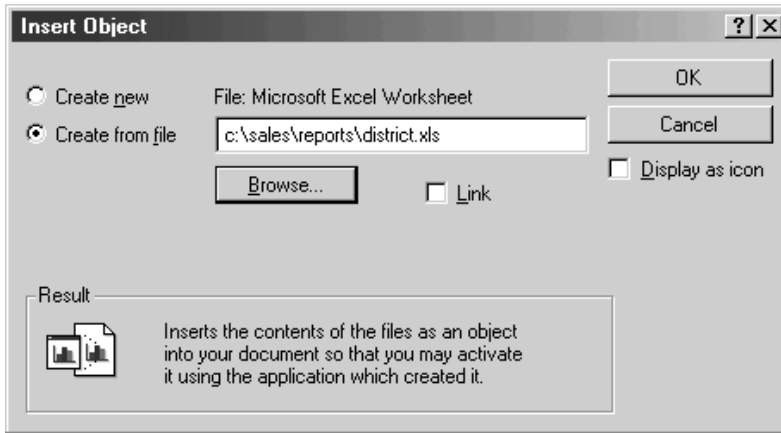 Insert Object
Create new
File: Microsoft Excel Worksheet
OK
Create from file
c:\sales\reports\district.xls
Cancel
Browse...
Link
Display as icon
Result
Inserts the contents of the files as an object
into your document so that you may activate
it using the application which created it.